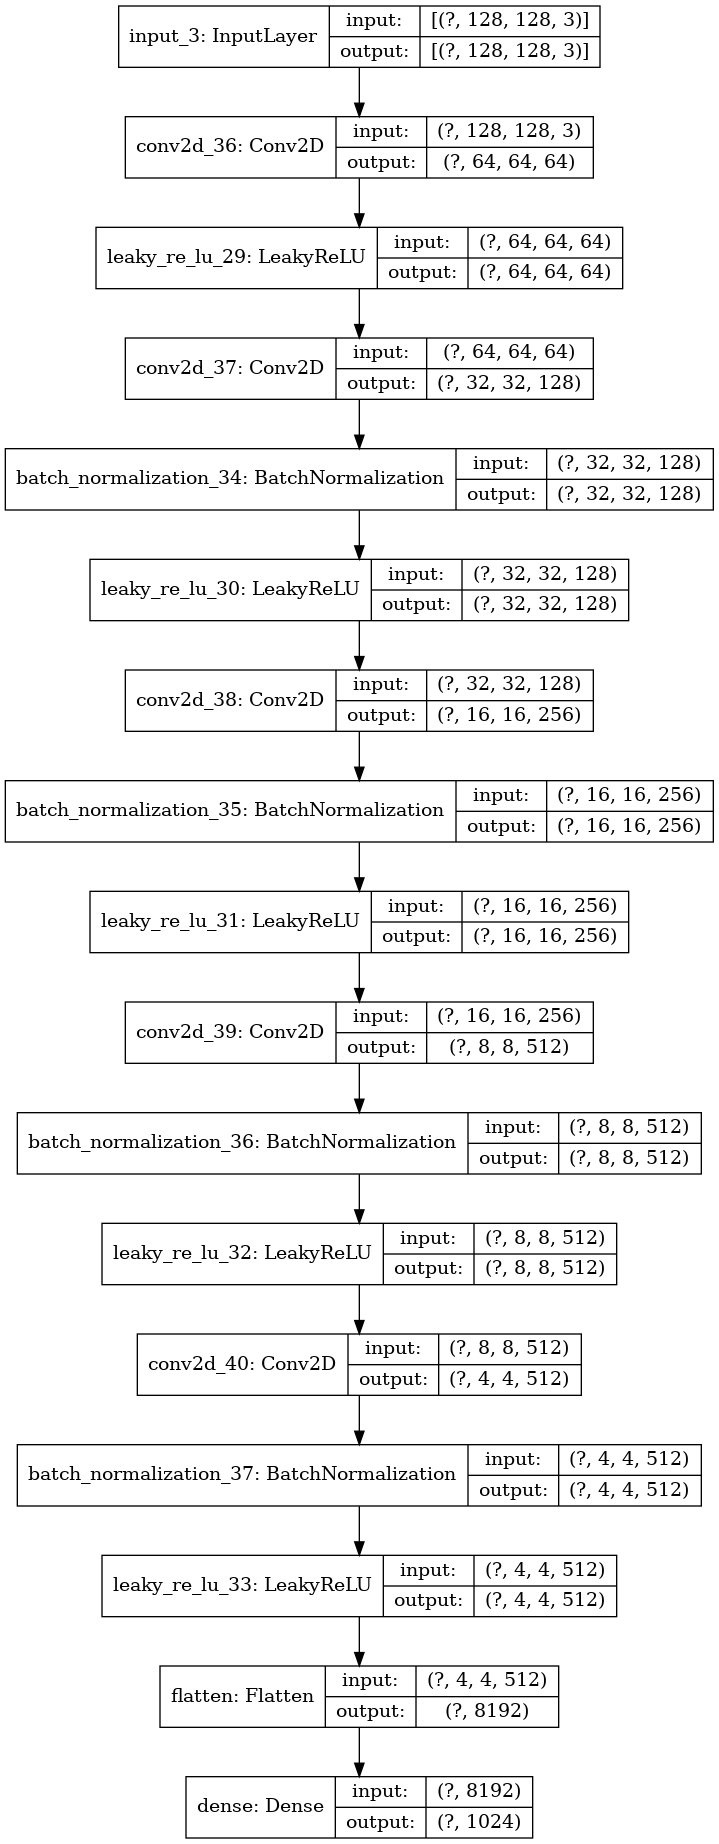 input_3: InputLayer input: [(?, 128, 128, 3)]
output: [(?, 128, 128, 3)]
conv2d_36: Conv2D input: (?, 128, 128, 3)
output: (?, 64, 64, 64)
leaky_re_lu_29: LeakyReLU input: (?, 64, 64, 64)
output: (?, 64, 64, 64)
conv2d_37: Conv2D input: (?, 64, 64, 64)
output: (?, 32, 32, 128)
batch_normalization_34: BatchNormalization input: (?, 32, 32, 128)
output: (?, 32, 32, 128)
leaky_re_lu_30: LeakyReLU input: (?, 32, 32, 128)
output: (?, 32, 32, 128)
conv2d_38: Conv2D input: (?, 32, 32, 128)
output: (?, 16, 16, 256)
batch_normalization_35: BatchNormalization input: (?, 16, 16, 256)
output: (?, 16, 16, 256)
leaky_re_lu_31: LeakyReLU input: (?, 16, 16, 256)
output: (?, 16, 16, 256)
conv2d_39: Conv2D input: (?, 16, 16, 256)
output: (?, 8, 8, 512)
batch_normalization_36: BatchNormalization input: (?, 8, 8, 512)
output: (?, 8, 8, 512)
leaky_re_lu_32: LeakyReLU input: (?, 8, 8, 512)
output: (?, 8, 8, 512)
conv2d_40: Conv2D input: (?, 8, 8, 512)
output: (?, 4, 4, 512)
batch_normalization_37: BatchNormalization input: (?, 4, 4, 512)
output: (?, 4, 4, 512)
leaky_re_lu_33: LeakyReLU input: (?, 4, 4, 512)
output: (?, 4, 4, 512)
flatten: Flatten input: (?, 4, 4, 512)
output: (?, 8192)
dense: Dense input: (?, 8192)
output: (?, 1024)